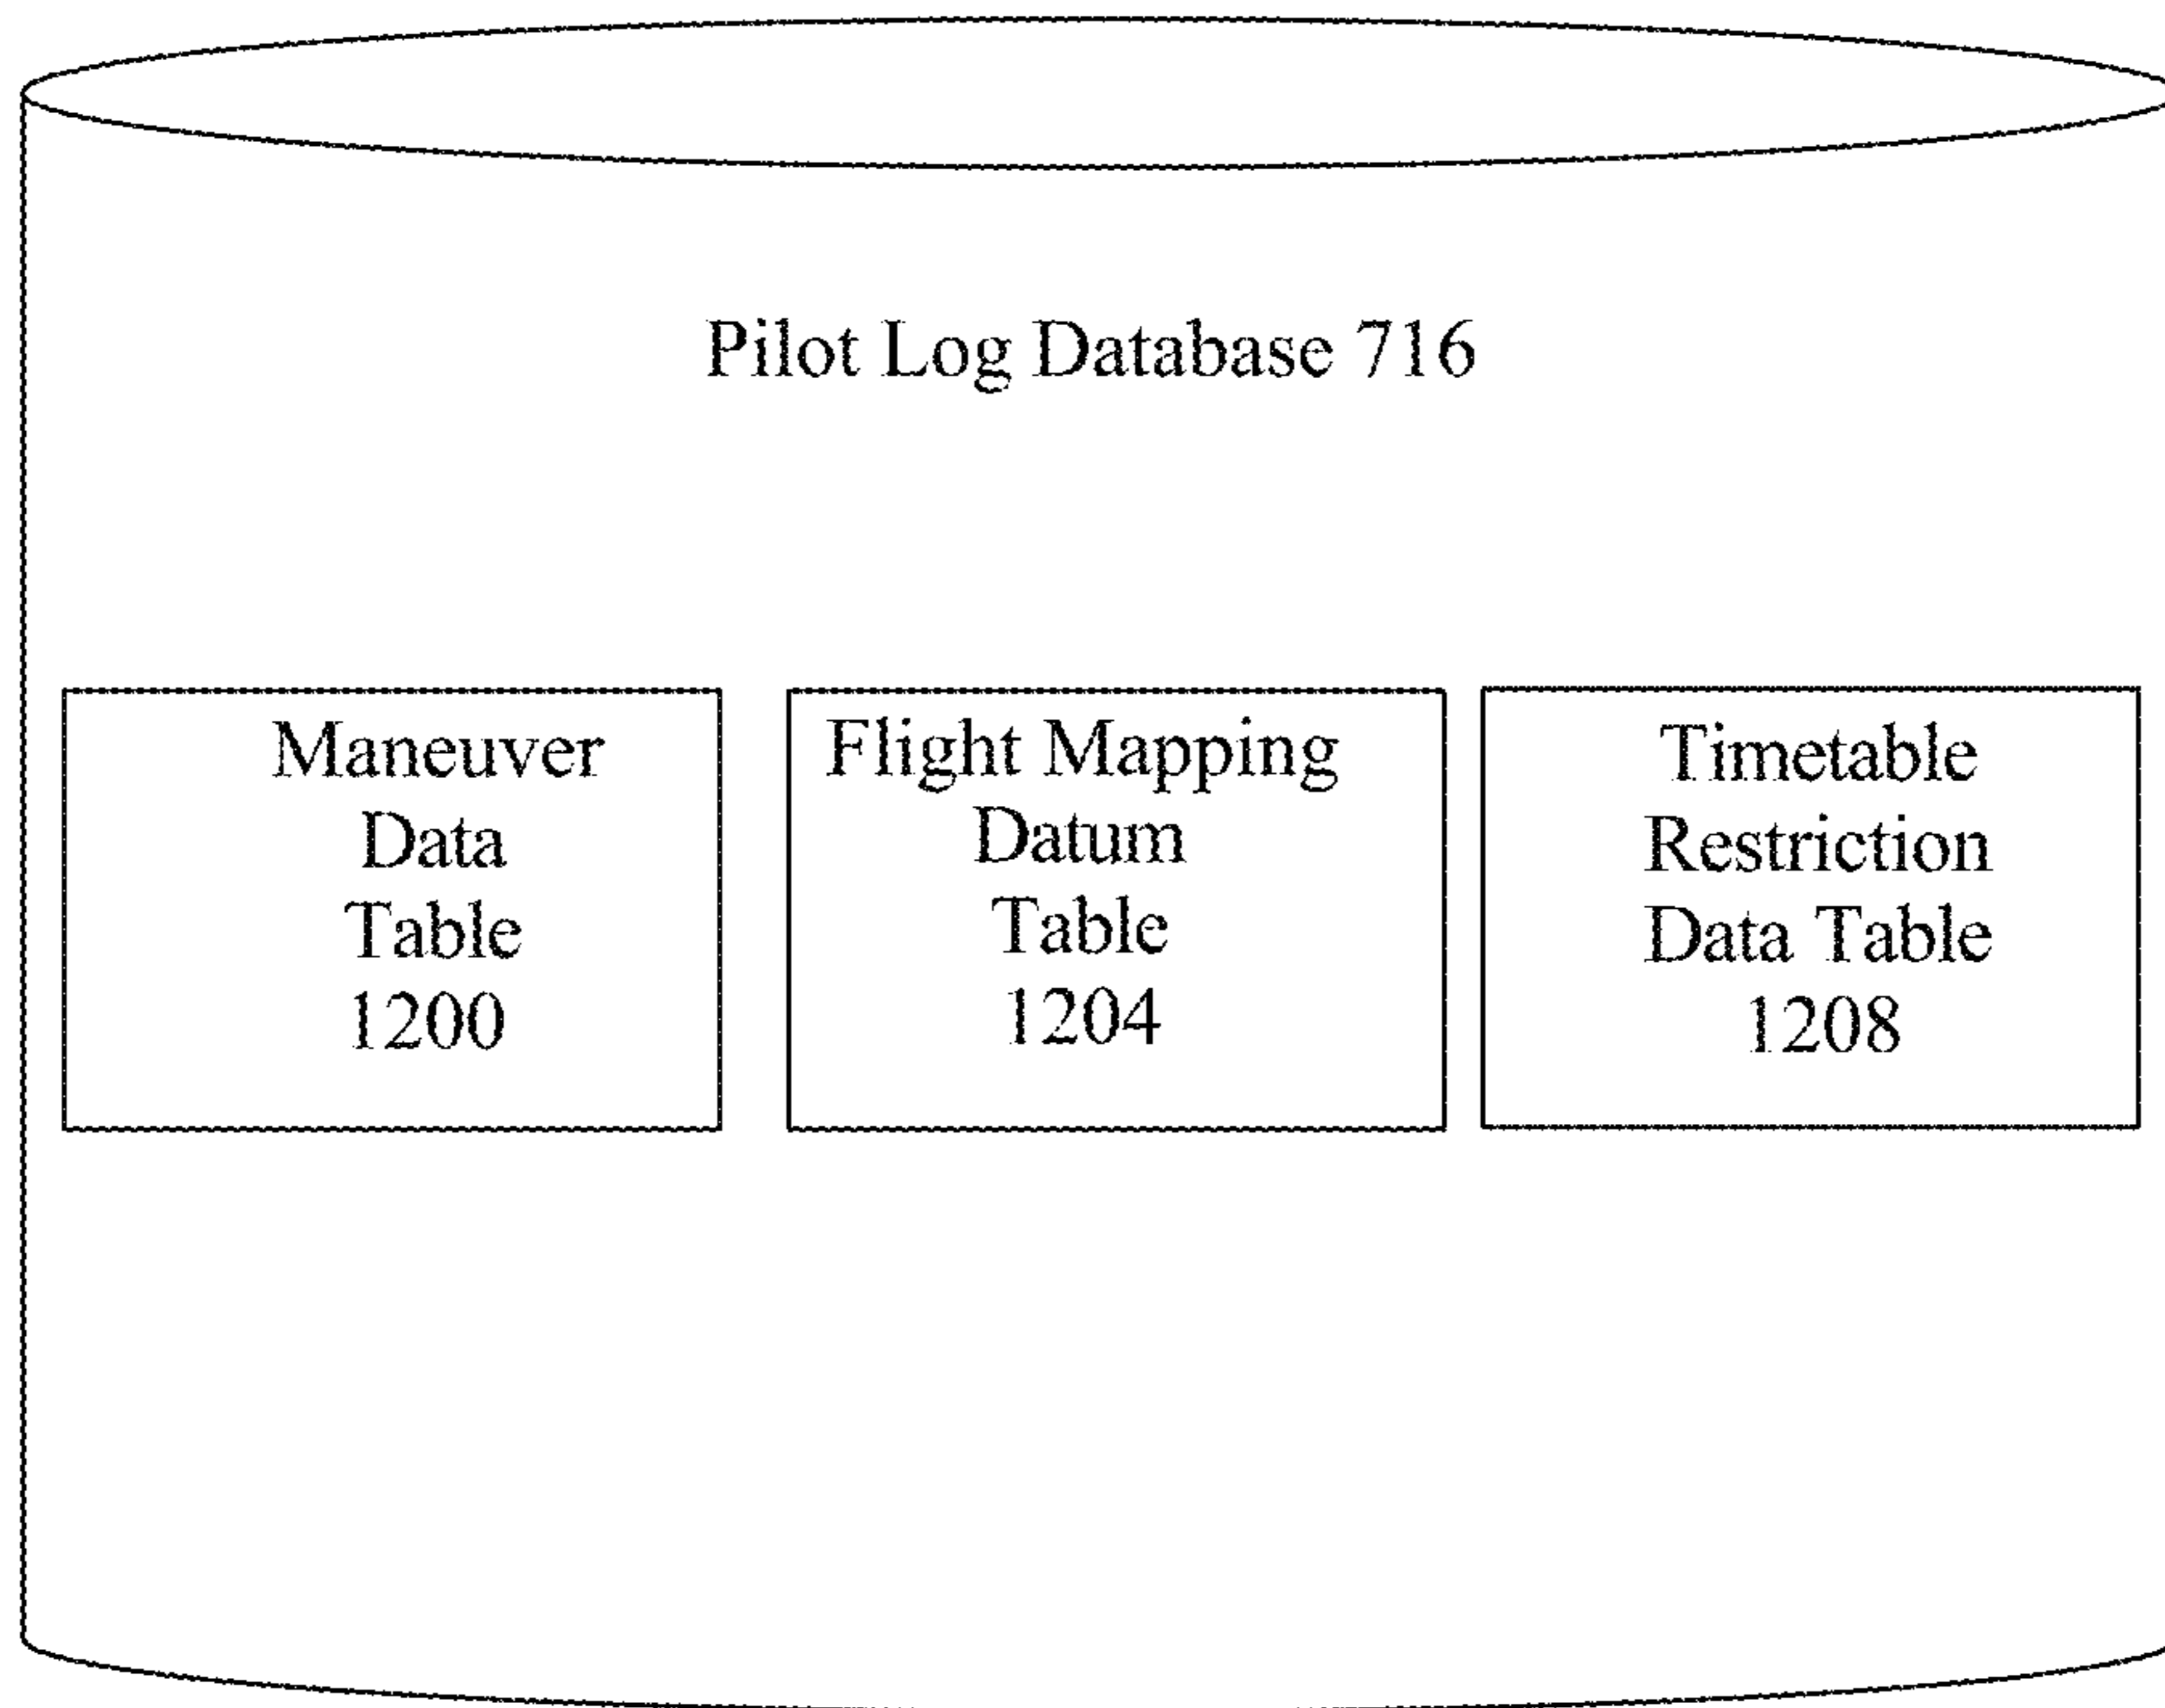 Pilot Log Database 716
Maneuver
Data
Table
1200
Flight Mapping
Datum
Table
1204
Timetable
Restriction
Data Table
1208